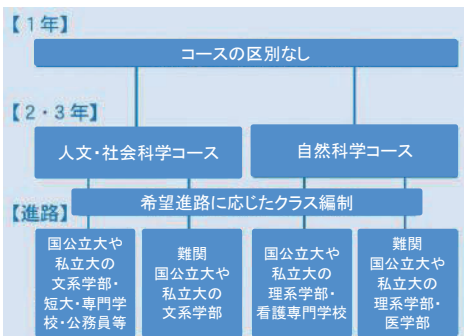 【1年】
コースの区別なし
【2・3年】
人文・社会科学コース
自然科学コース
希望進路に応じたクラス編制
【進路】
国公立大や
私立大の
文系学部・
短大・専門学
校・公務員等
難関
国公立大や
私立大の
文系学部
国公立大や
私立大の
理系学部・
看護専門学校
難関
国公立大や
私立大の
理系学部・
医学部